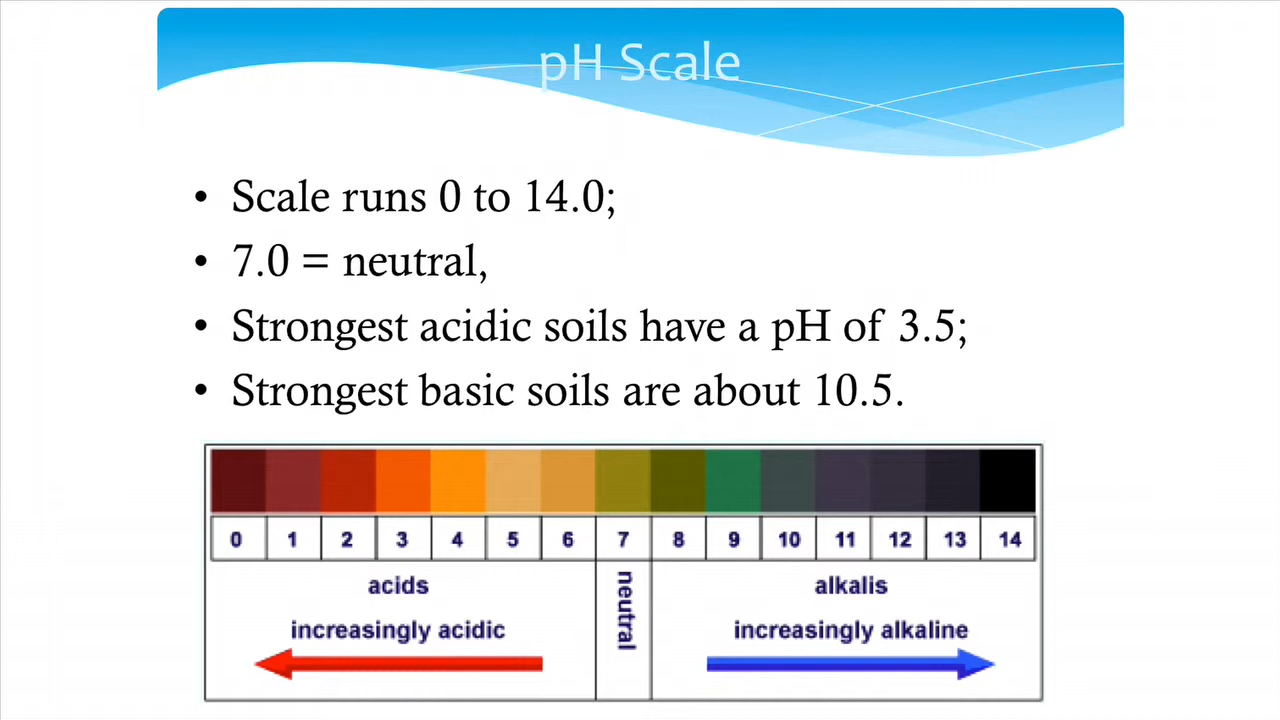 pH Scale
• Scale runs 0 to 14.0;
• 7.0 = neutral,
• Strongest acidic soils have a pH of 3.5;
• Strongest basic soils are about 10.5.
0 1 2 3 4 5 6 7 8 9 10 11 12 13 14
acids neutral alkalis
increasingly acidic increasingly alkaline